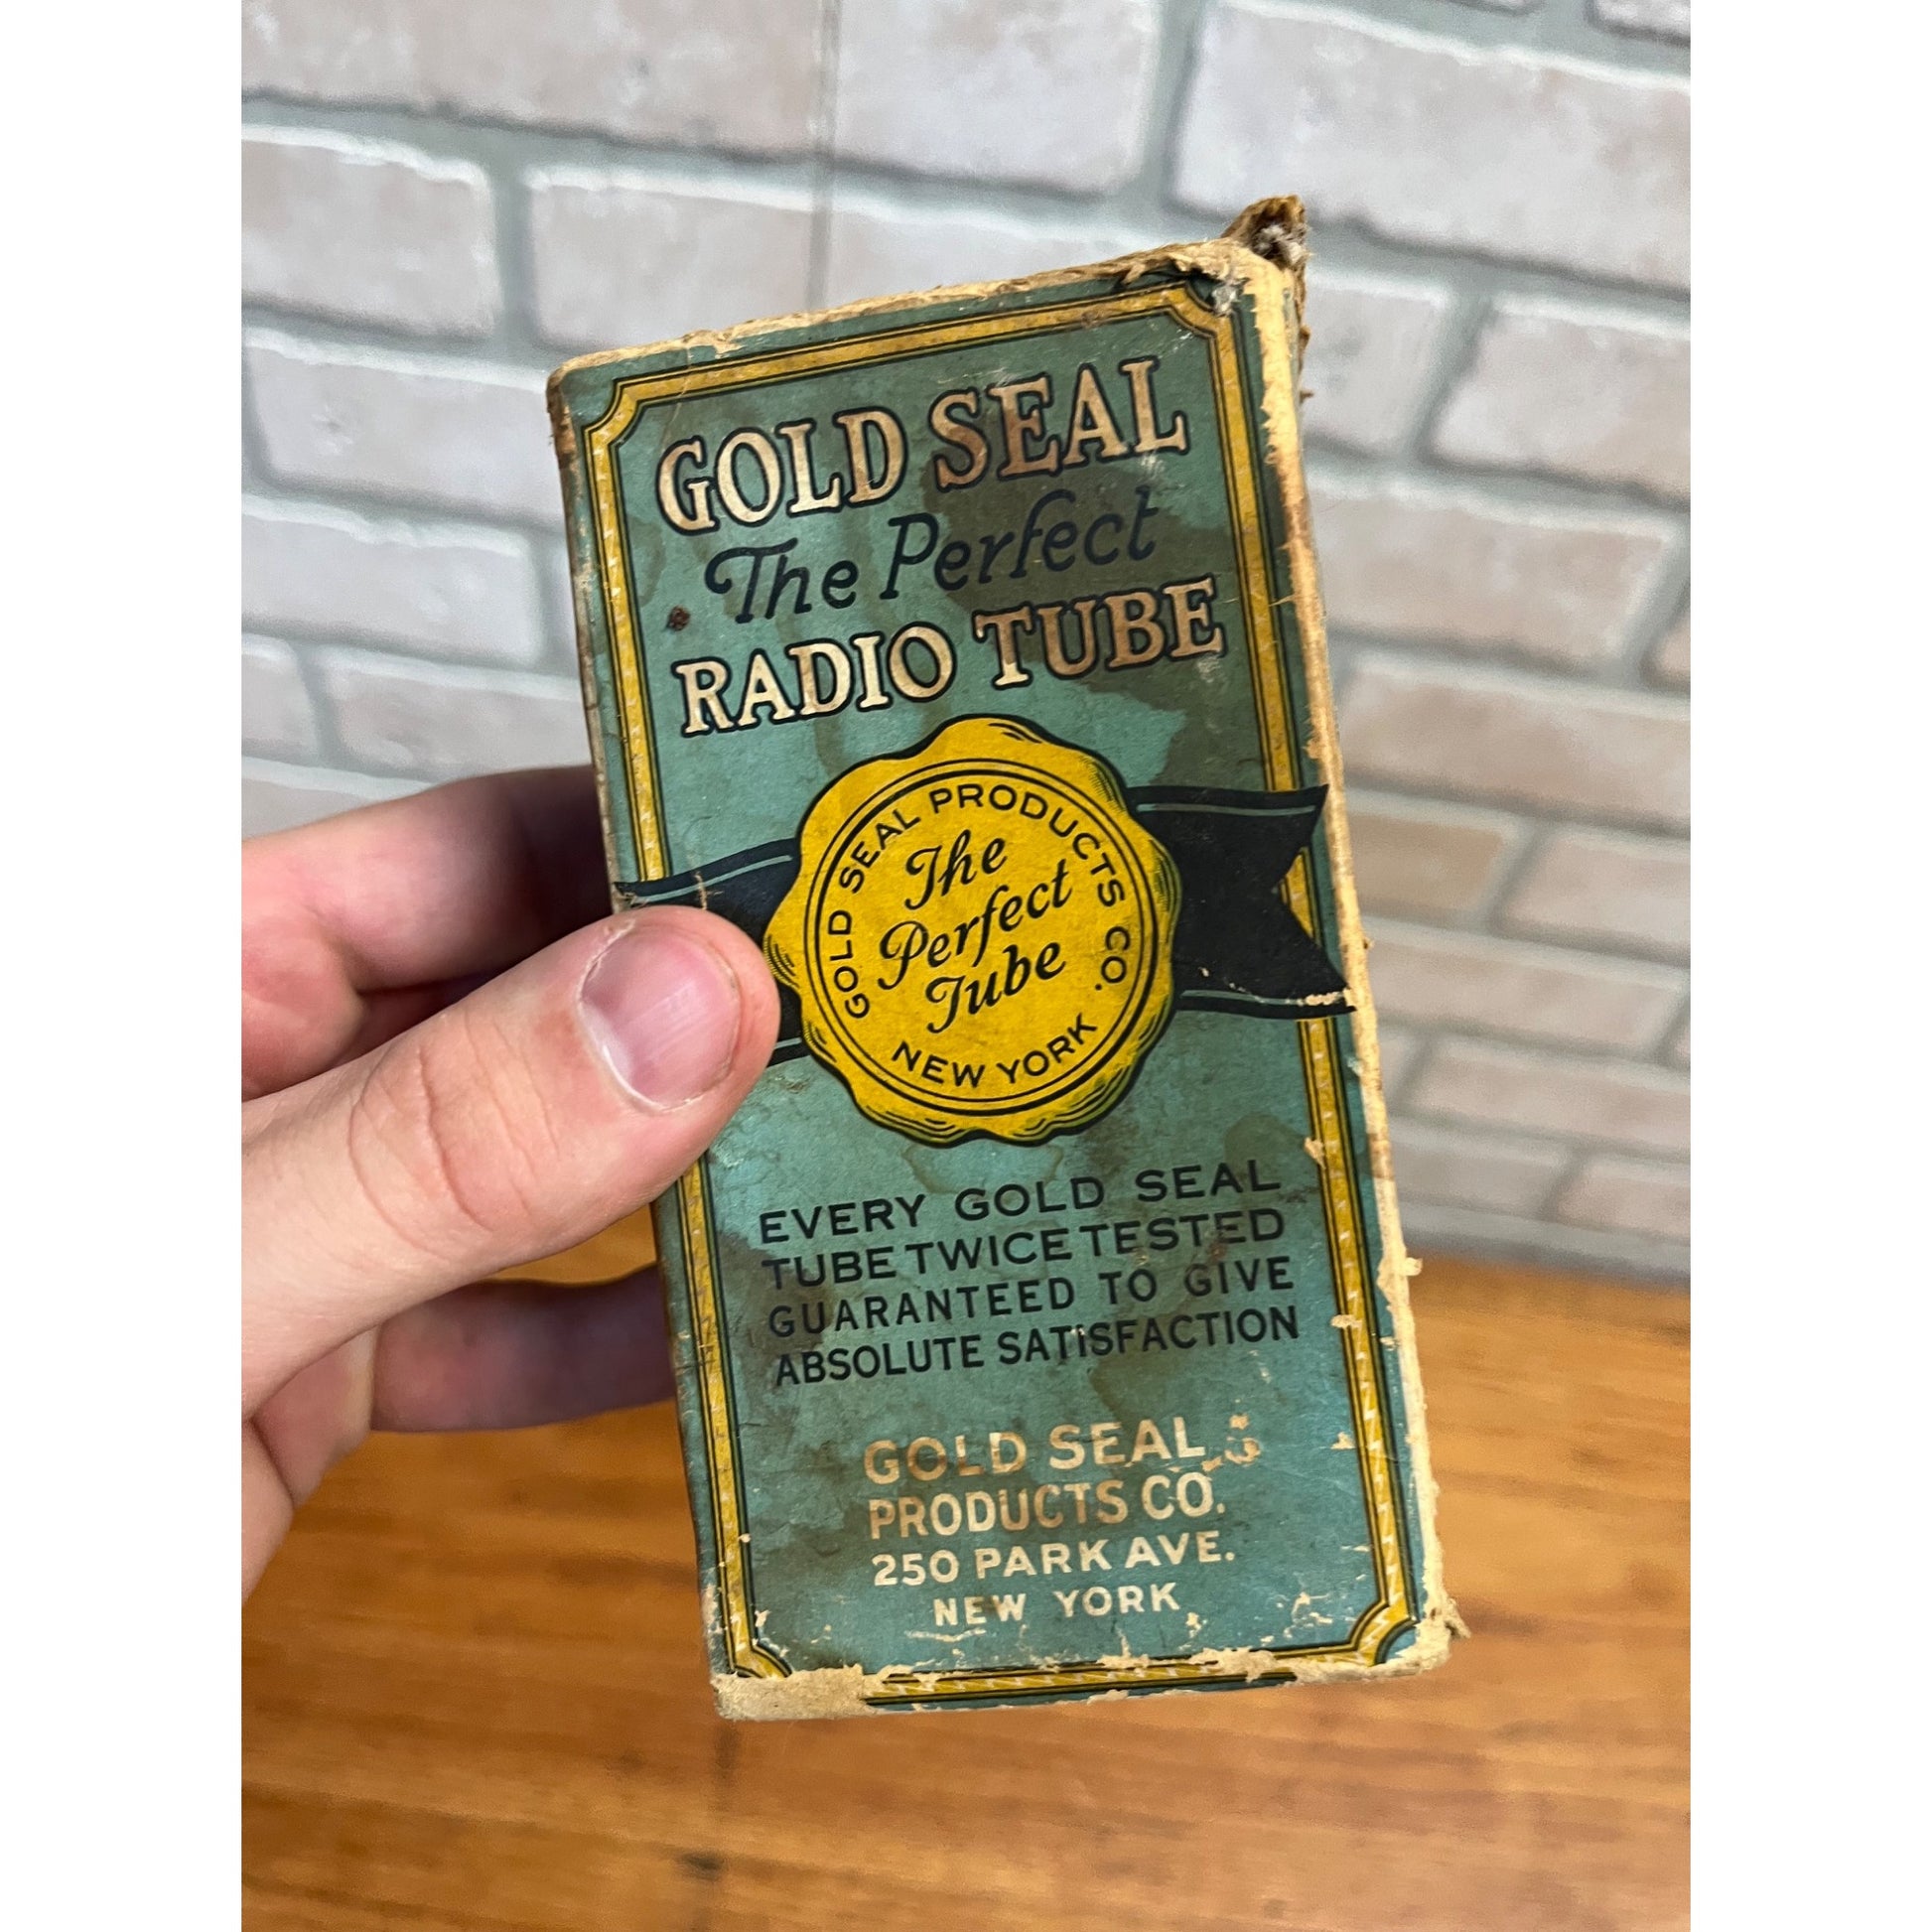 GOLD SEAL
The Perfect
RADIO TUBE
GOLD SEAL PRODUCTS CO.
The
Perfect
Tube
NEW YORK
EVERY GOLD SEAL
TUBE TWICE TESTED
GUARANTEED TO GIVE
ABSOLUTE SATISFACTION
GOLD SEAL
PRODUCTS CO.
250 PARK AVE.
NEW YORK